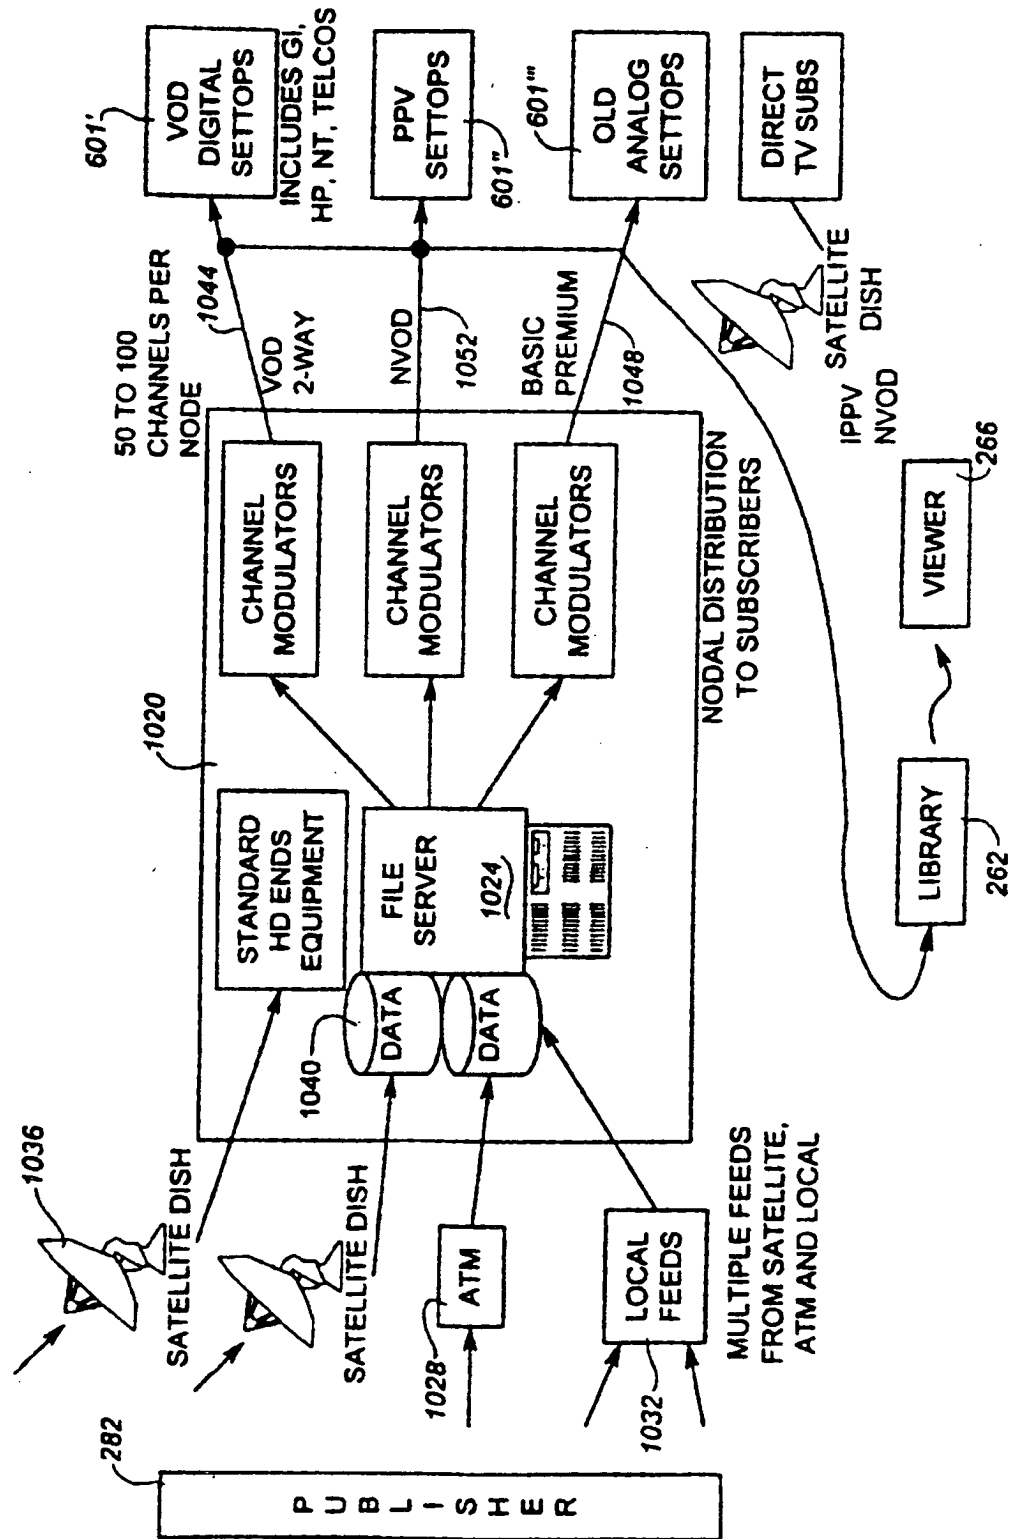 282
PUBLISHER
1036
SATELLITE DISH
SATELLITE DISH
1028
ATM
1032
LOCAL
FEEDS
MULTIPLE FEEDS
FROM SATELLITE,
ATM AND LOCAL
1020
STANDARD
HD ENDS
EQUIPMENT
1040
DATA
DATA
FILE
SERVER
1024
CHANNEL
MODULATORS
CHANNEL
MODULATORS
CHANNEL
MODULATORS
NODAL DISTRIBUTION
TO SUBSCRIBERS
50 TO 100
CHANNELS PER
NODE
1044
VOD
2-WAY
NVOD
1052
BASIC
PREMIUM
1048
601'
VOD
DIGITAL
SETTOPS
INCLUDES GI,
HP, NT, TELCOS
PPV
SETTOPS
601"
601'"
OLD
ANALOG
SETTOPS
DIRECT
TV SUBS
SATELLITE
DISH
IPPV
NVOD
LIBRARY
262
VIEWER
266